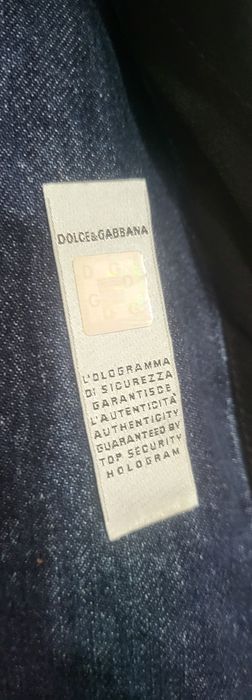 DOLCE&GABBANA
D G
G
L'OLOGRAMMA
DI SICUREZZA
GARANTISCE
L'AUTENTICITÀ
AUTHENTICITY
GUARANTEED BY
TOP SECURITY
HOLOGRAM